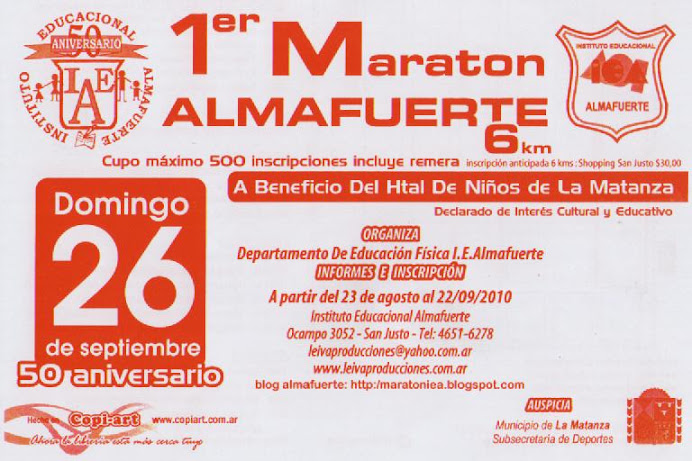 EDUCACIONAL
50
ANIVERSARIO
INSTITUTO
ALMAFUERTE
IAE
1er Maraton
ALMAFUERTE
6 km
INSTITUTO EDUCACIONAL
ALMAFUERTE
Cupo máximo 500 inscripciones incluye remera inscripción anticipada 6 kms : Shopping San Justo $30,00
A Beneficio Del Htal De Niños de La Matanza
Declarado de Interés Cultural y Educativo
Domingo
26
de septiembre
50 aniversario
ORGANIZA
Departamento De Educación Física I.E.Almafuerte
INFORMES E INSCRIPCIÓN
A partir del 23 de agosto al 22/09/2010
Instituto Educacional Almafuerte
Ocampo 3052 - San Justo - Tel: 4651-6278
leivaproducciones@yahoo.com.ar
www.leivaproducciones.com.ar
blog almafuerte: http:/maratoniea.blogspot.com
Hecho en Copi-art www.copiart.com.ar
Ahora la librería está más cerca tuyo
AUSPICIA
Municipio de La Matanza
Subsecretaria de Deportes